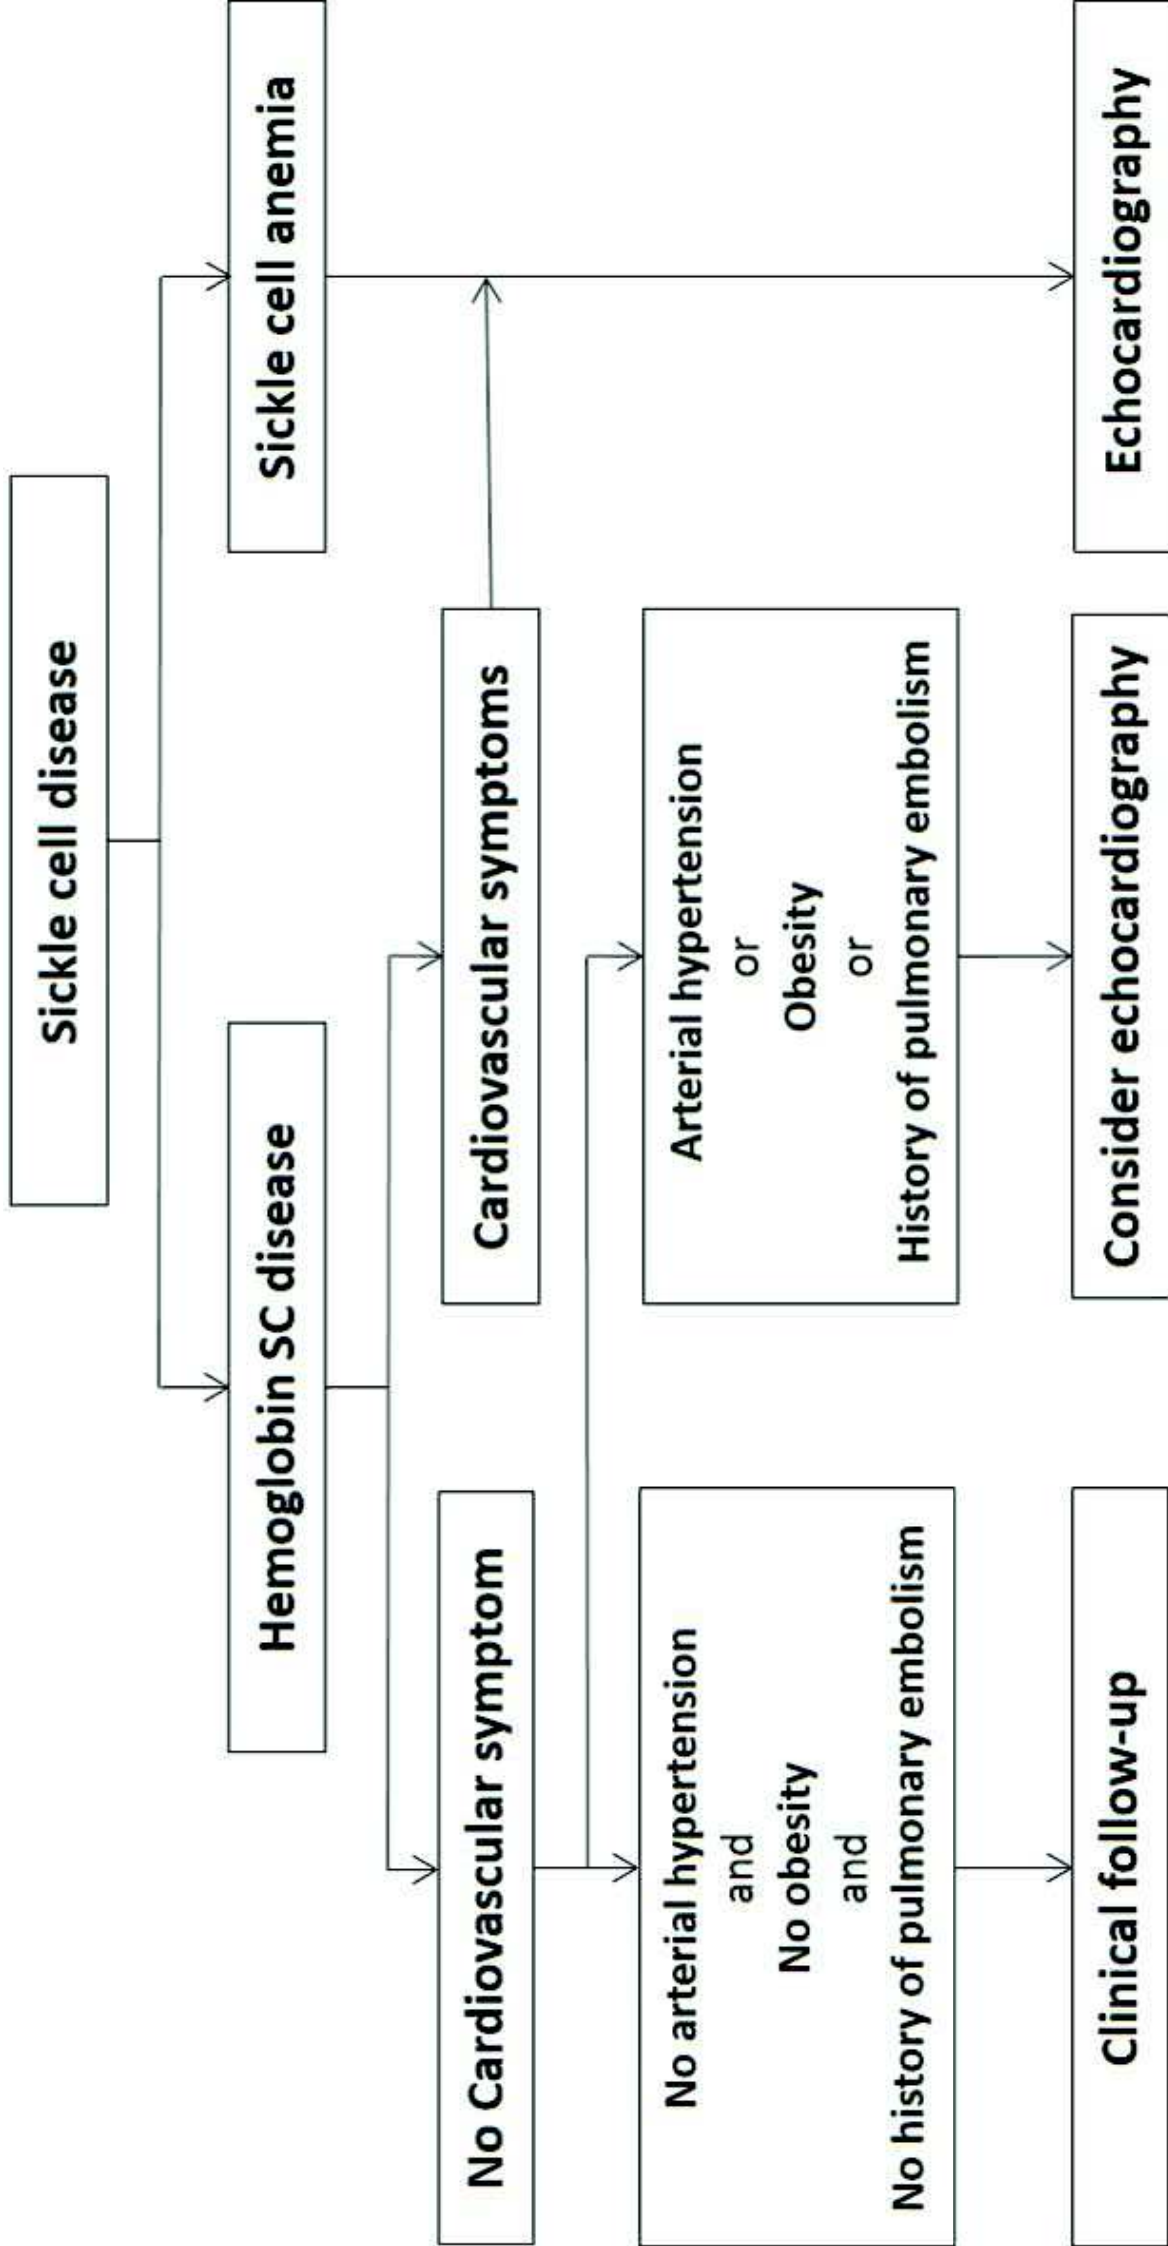 Sickle cell disease
Hemoglobin SC disease
Sickle cell anemia
No Cardiovascular symptom
Cardiovascular symptoms
No arterial hypertension
and
No obesity
and
No history of pulmonary embolism
Arterial hypertension
or
Obesity
or
History of pulmonary embolism
Clinical follow-up
Consider echocardiography
Echocardiography